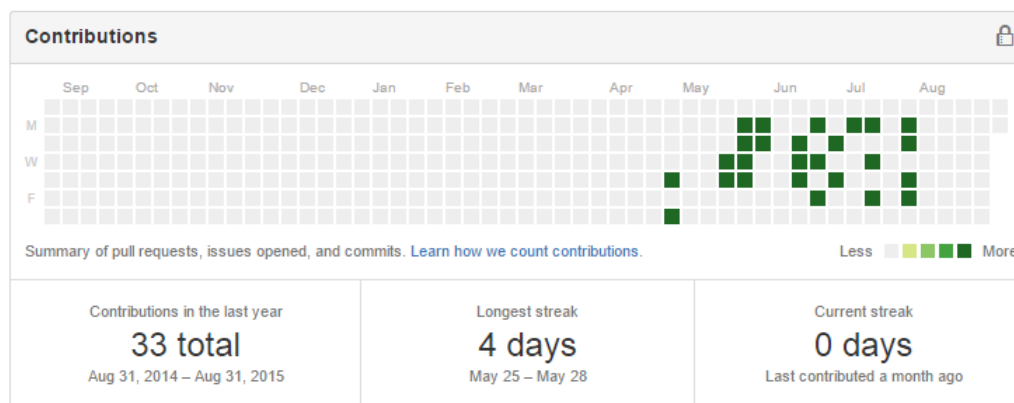 Contributions
Sep Oct Nov Dec Jan Feb Mar Apr May Jun Jul Aug
M
W
F
Summary of pull requests, issues opened, and commits. Learn how we count contributions.
Less More
Contributions in the last year
33 total
Aug 31, 2014 – Aug 31, 2015
Longest streak
4 days
May 25 – May 28
Current streak
0 days
Last contributed a month ago